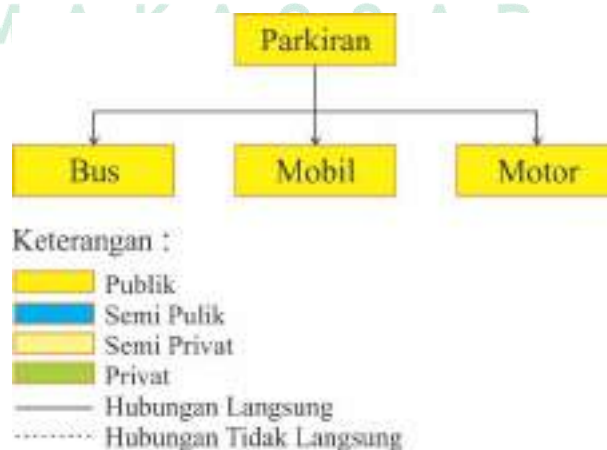 M A K A S S A R
Parkiran
Bus Mobil Motor
Keterangan :
Publik
Semi Pulik
Semi Privat
Privat
Hubungan Langsung
Hubungan Tidak Langsung